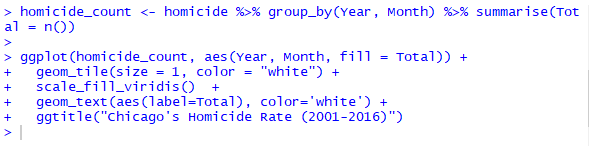 > homicide_count <- homicide %>% group_by(Year, Month) %>% summarise(Tot
al = n())
>
> ggplot(homicide_count, aes(Year, Month, fill = Total)) +
+   geom_tile(size = 1, color = "white") +
+   scale_fill_viridis()  +
+   geom_text(aes(label=Total), color='white') +
+   ggtitle("Chicago's Homicide Rate (2001-2016)")
>